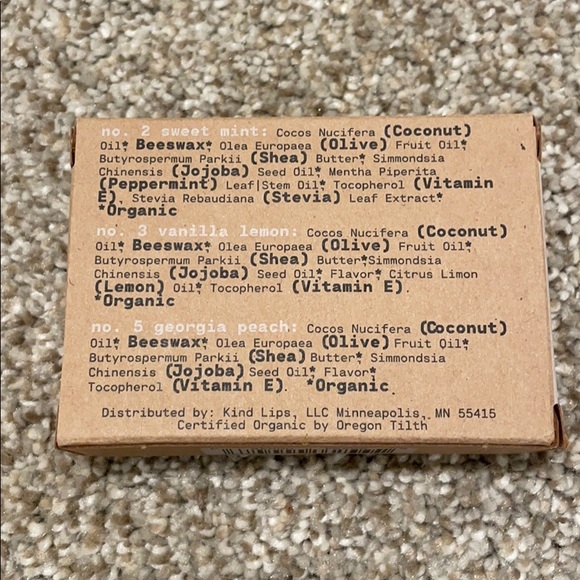 no. 2 sweet mint: Cocos Nucifera (Coconut)
Oil*, Beeswax*, Olea Europaea (Olive) Fruit Oil*,
Butyrospermum Parkii (Shea) Butter*, Simmondsia
Chinensis (Jojoba) Seed Oil*, Mentha Piperita
(Peppermint) Leaf|Stem Oil*, Tocopherol (Vitamin
E), Stevia Rebaudiana (Stevia) Leaf Extract*.
*Organic
no. 3 vanilla lemon: Cocos Nucifera (Coconut)
Oil*, Beeswax*, Olea Europaea (Olive) Fruit Oil*,
Butyrospermum Parkii (Shea) Butter*,Simmondsia
Chinensis (Jojoba) Seed Oil*, Flavor*, Citrus Limon
(Lemon) Oil*, Tocopherol (Vitamin E).
*Organic
no. 5 georgia peach: Cocos Nucifera (Coconut)
Oil*, Beeswax*, Olea Europaea (Olive) Fruit Oil*,
Butyrospermum Parkii (Shea) Butter*, Simmondsia
Chinensis (Jojoba) Seed Oil*, Flavor*,
Tocopherol (Vitamin E). *Organic
Distributed by: Kind Lips, LLC Minneapolis, MN 55415
Certified Organic by Oregon Tilth